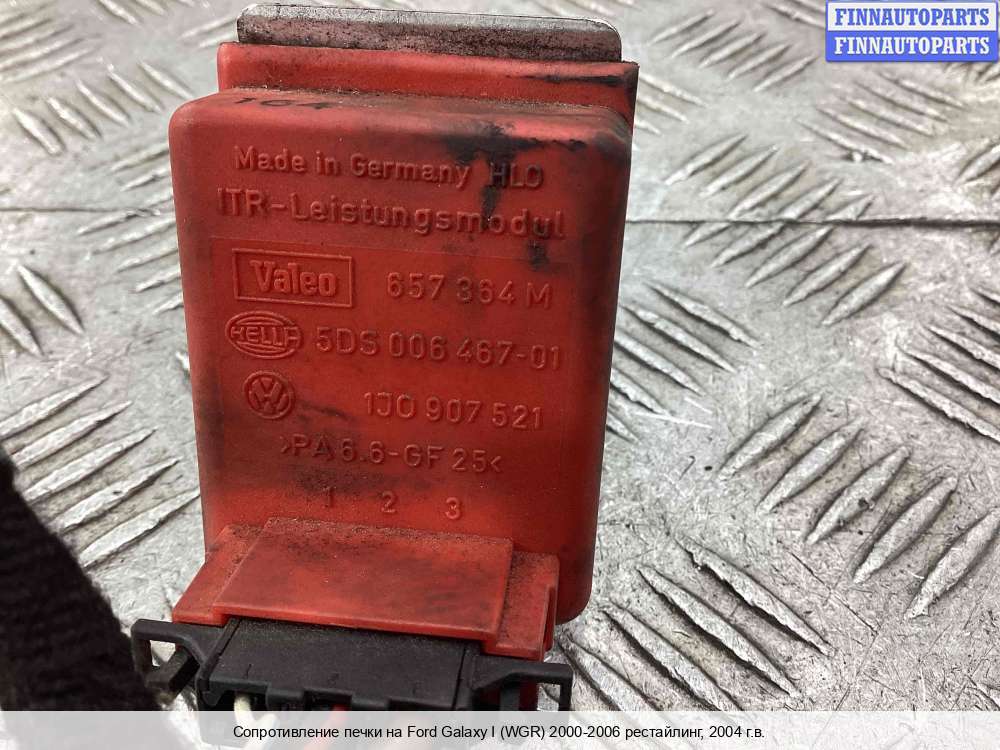 FINNAUTOPARTS
FINNAUTOPARTS
Made in Germany HLO
ITR-Leistungsmodul
Valeo 657 364 M
HELLA 5DS 006 467-01
VW 1J0 907 521
>PA 6.6-GF 25<
1 2 3
Сопротивление печки на Ford Galaxy I (WGR) 2000-2006 рестайлинг, 2004 г.в.